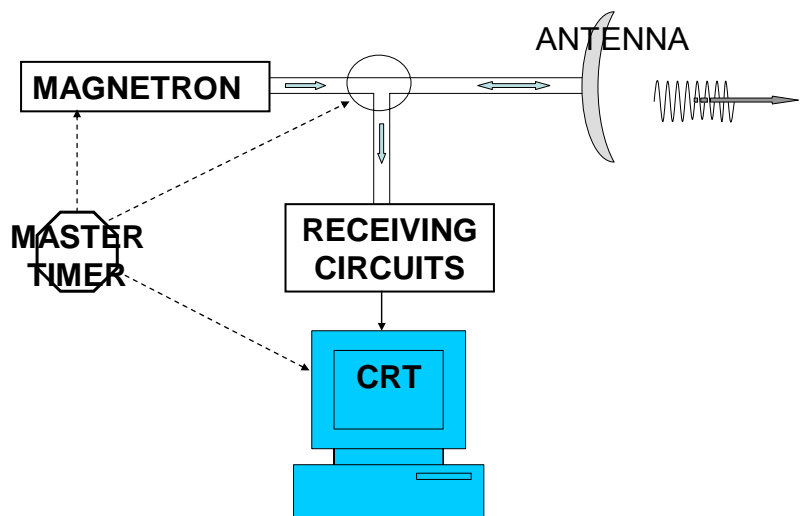 ANTENNA
MAGNETRON
MASTER
TIMER
RECEIVING
CIRCUITS
CRT